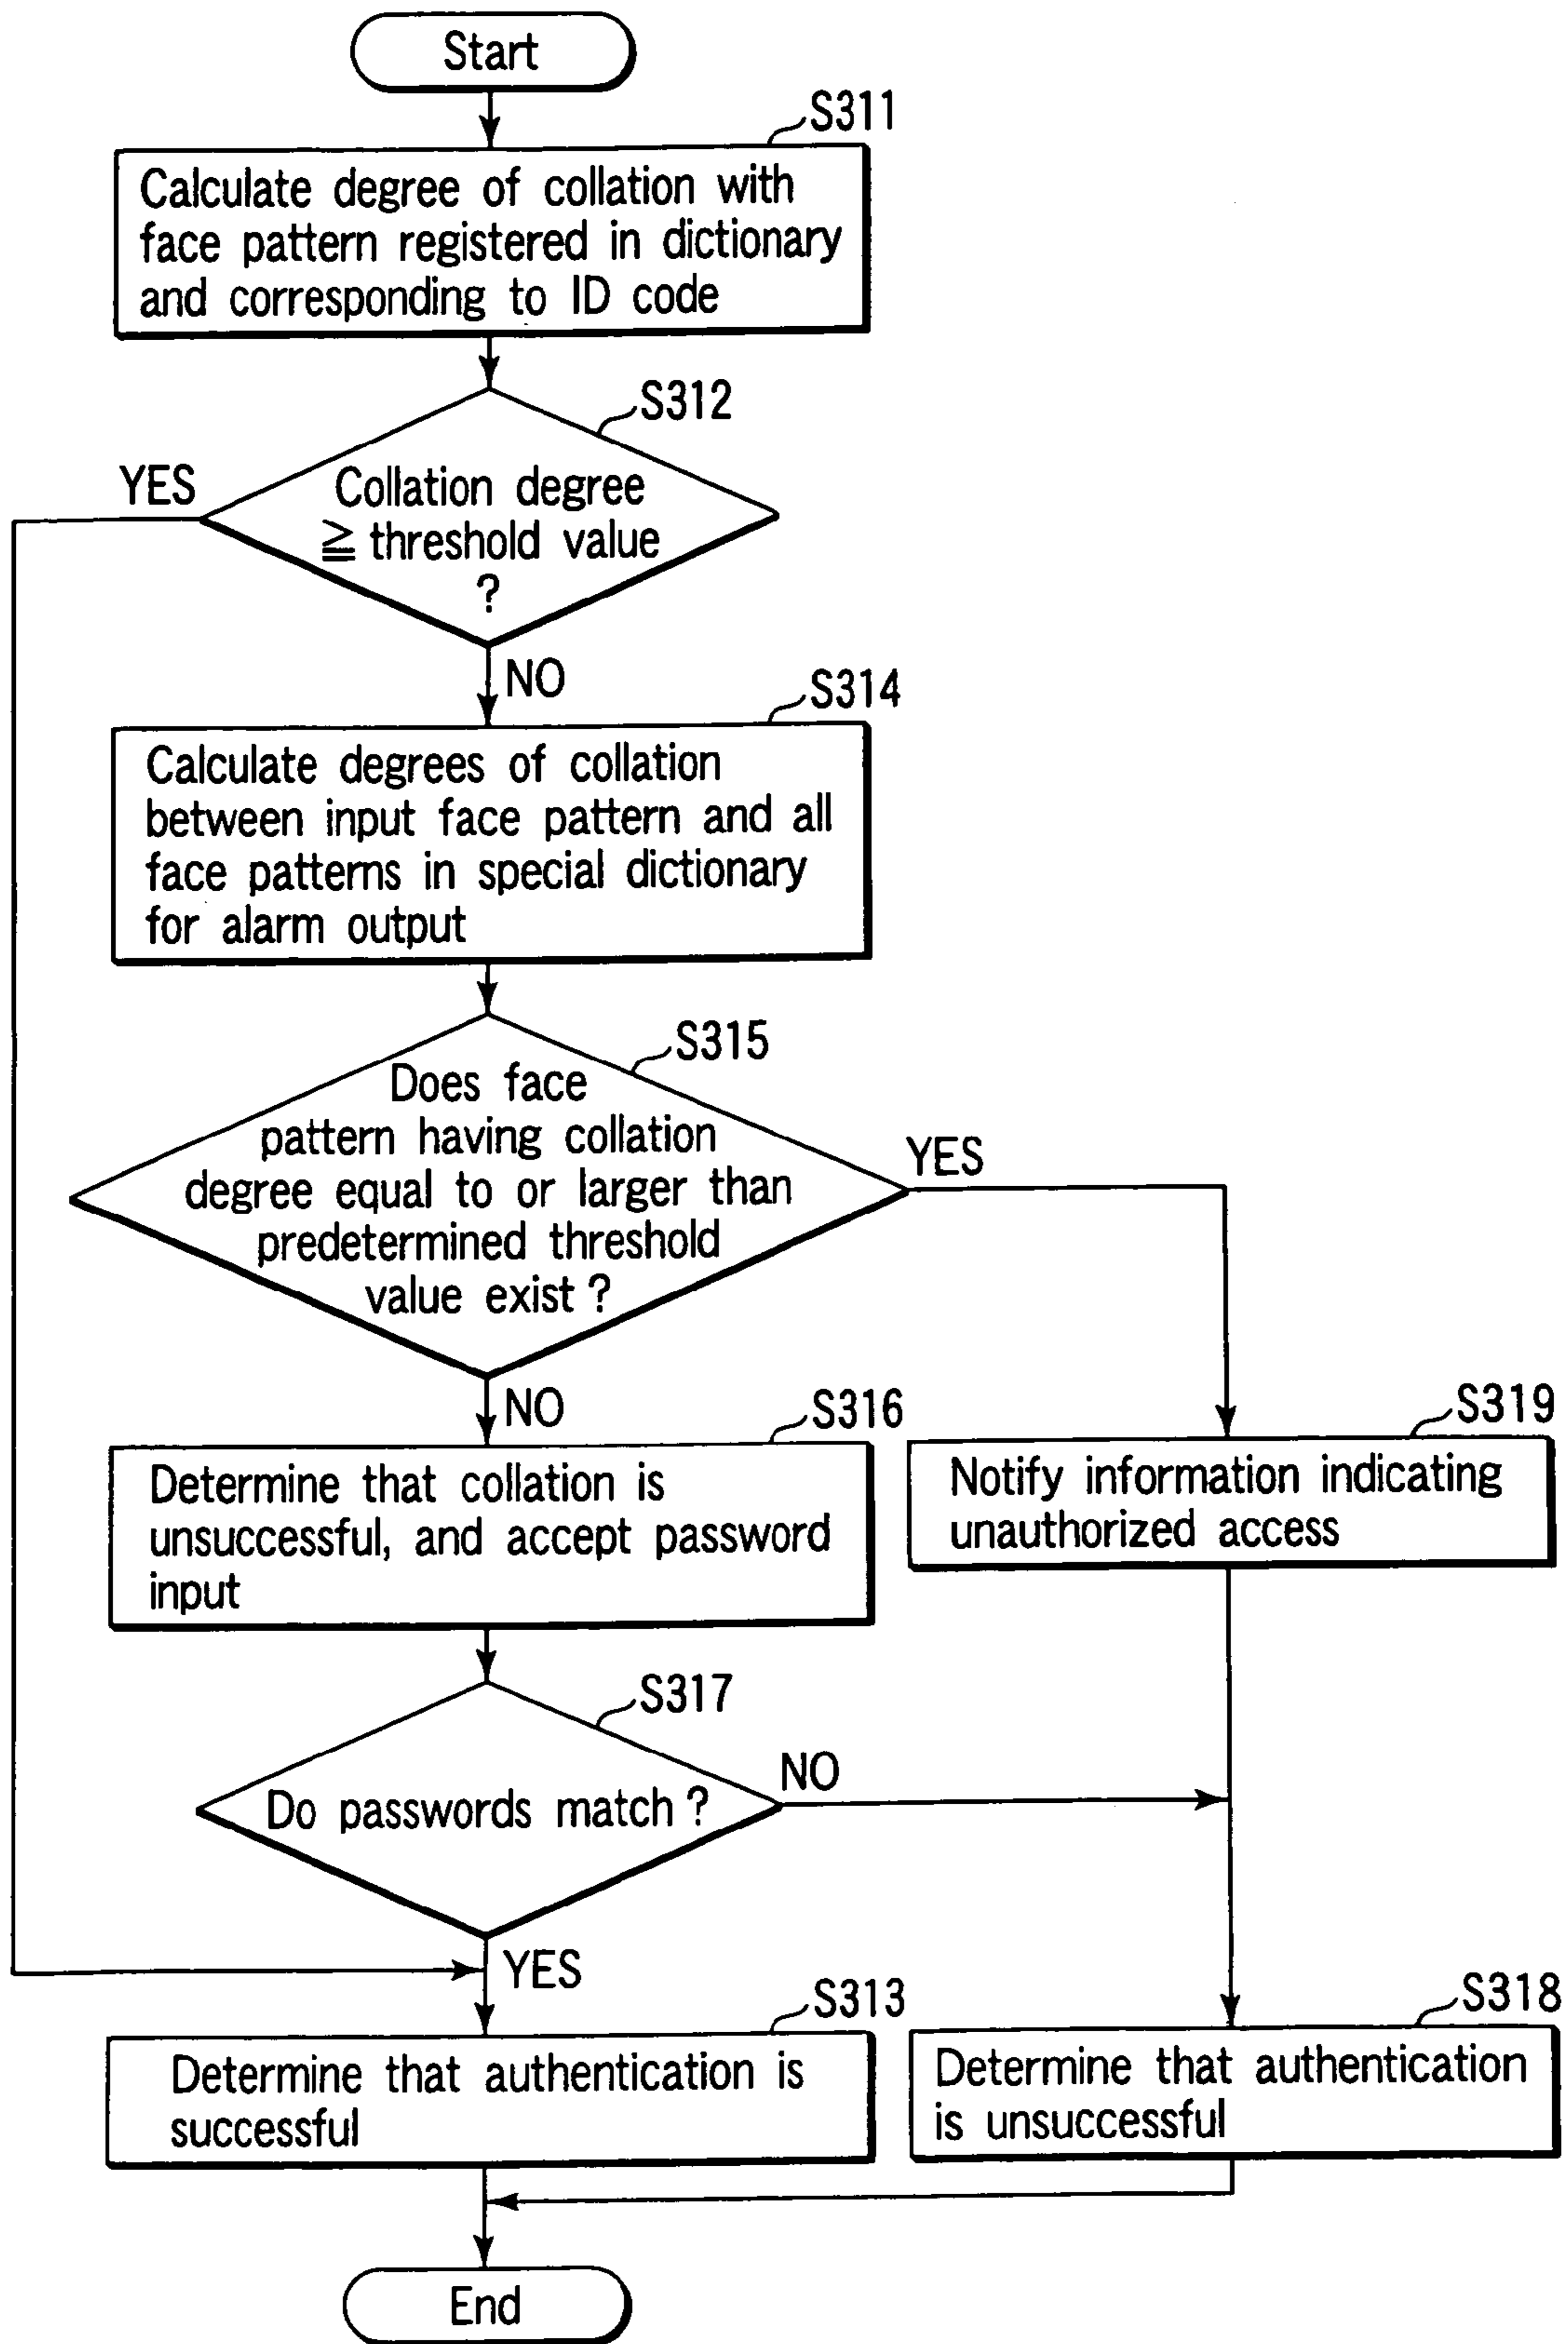 Start
S311
Calculate degree of collation with
face pattern registered in dictionary
and corresponding to ID code
S312
YES
Collation degree
≧ threshold value
?
NO
S314
Calculate degrees of collation
between input face pattern and all
face patterns in special dictionary
for alarm output
S315
Does face
pattern having collation
degree equal to or larger than
predetermined threshold
value exist ?
YES
NO
S316
Determine that collation is
unsuccessful, and accept password
input
S319
Notify information indicating
unauthorized access
S317
Do passwords match ?
NO
YES
S313
Determine that authentication is
successful
S318
Determine that authentication
is unsuccessful
End